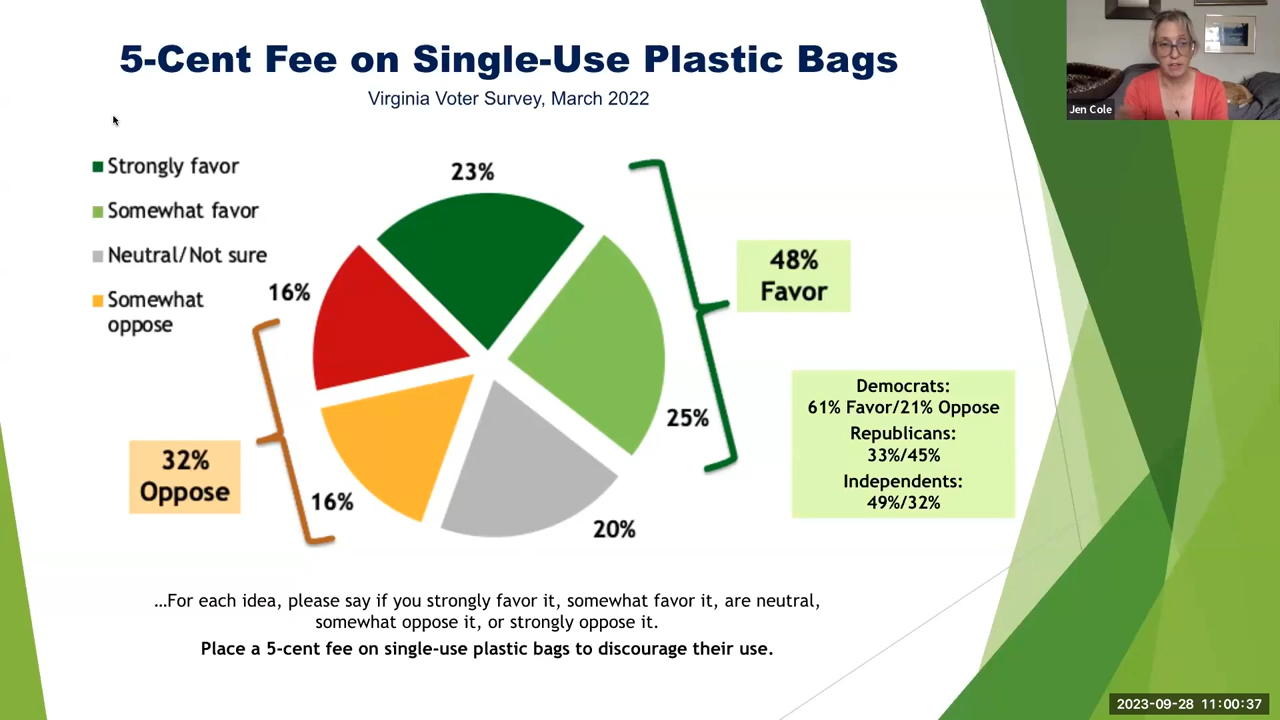 5-Cent Fee on Single-Use Plastic Bags
Virginia Voter Survey, March 2022
Jen Cole
Strongly favor
Somewhat favor
Neutral/Not sure
Somewhat
oppose
23%
16%
25%
16%
20%
48%
Favor
32%
Oppose
Democrats:
61% Favor/21% Oppose
Republicans:
33%/45%
Independents:
49%/32%
…For each idea, please say if you strongly favor it, somewhat favor it, are neutral,
somewhat oppose it, or strongly oppose it.
Place a 5-cent fee on single-use plastic bags to discourage their use.
2023-09-28 11:00:37